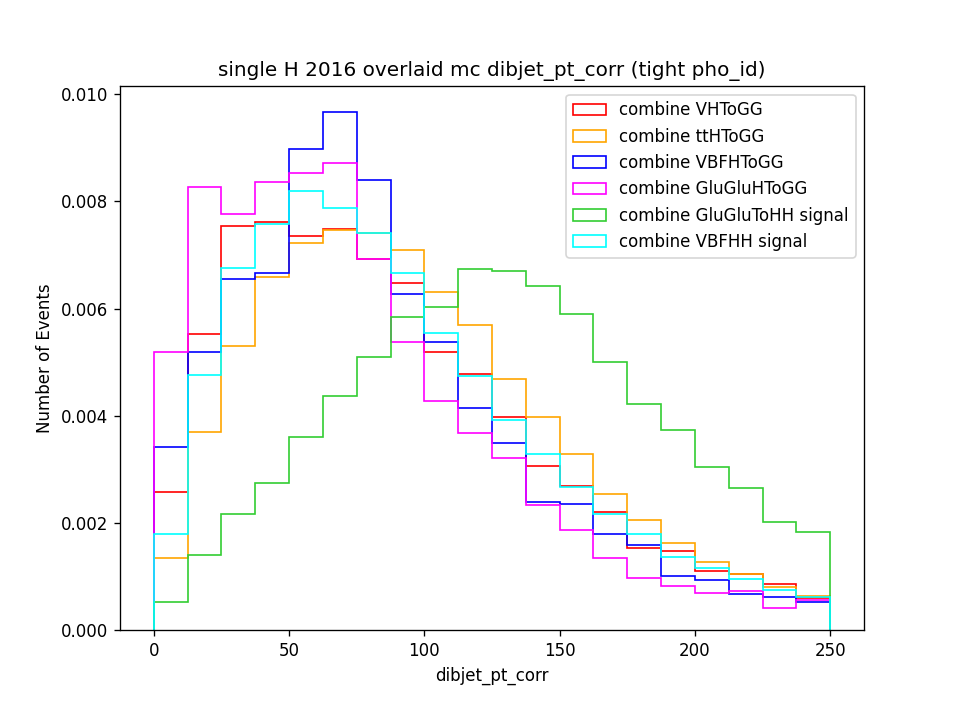 single H 2016 overlaid mc dibjet_pt_corr (tight pho_id)
combine VHToGG
combine ttHToGG
combine VBFHToGG
combine GluGluHToGG
combine GluGluToHH signal
combine VBFHH signal
Number of Events
0.010
0.008
0.006
0.004
0.002
0.000
0 50 100 150 200 250
dibjet_pt_corr